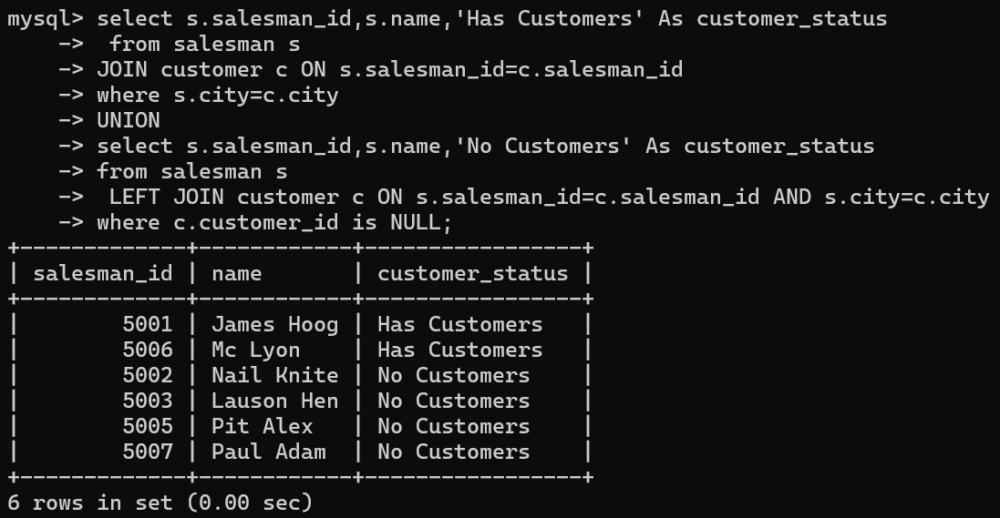 mysql> select s.salesman_id,s.name,'Has Customers' As customer_status
    ->  from salesman s
    -> JOIN customer c ON s.salesman_id=c.salesman_id
    -> where s.city=c.city
    -> UNION
    -> select s.salesman_id,s.name,'No Customers' As customer_status
    -> from salesman s
    ->  LEFT JOIN customer c ON s.salesman_id=c.salesman_id AND s.city=c.city
    -> where c.customer_id is NULL;
+-------------+------------+-----------------+
| salesman_id | name       | customer_status |
+-------------+------------+-----------------+
|        5001 | James Hoog | Has Customers   |
|        5006 | Mc Lyon    | Has Customers   |
|        5002 | Nail Knite | No Customers    |
|        5003 | Lauson Hen | No Customers    |
|        5005 | Pit Alex   | No Customers    |
|        5007 | Paul Adam  | No Customers    |
+-------------+------------+-----------------+
6 rows in set (0.00 sec)